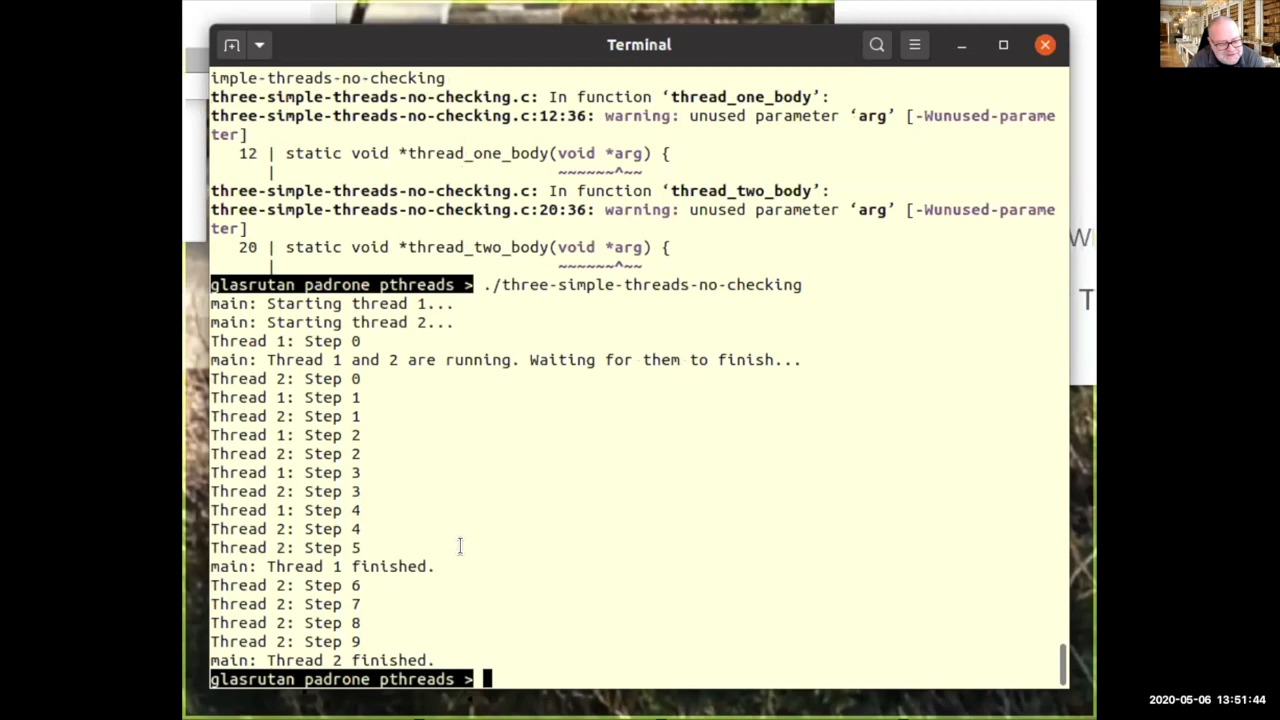 Terminal
imple-threads-no-checking
three-simple-threads-no-checking.c: In function ‘thread_one_body’:
three-simple-threads-no-checking.c:12:36: warning: unused parameter ‘arg’ [-Wunused-parame
ter]
12 | static void *thread_one_body(void *arg) {
| ~~~~~~^~~
three-simple-threads-no-checking.c: In function ‘thread_two_body’:
three-simple-threads-no-checking.c:20:36: warning: unused parameter ‘arg’ [-Wunused-parame
ter]
20 | static void *thread_two_body(void *arg) {
| ~~~~~~^~~
glasrutan padrone pthreads > ./three-simple-threads-no-checking
main: Starting thread 1...
main: Starting thread 2...
Thread 1: Step 0
main: Thread 1 and 2 are running. Waiting for them to finish...
Thread 2: Step 0
Thread 1: Step 1
Thread 2: Step 1
Thread 1: Step 2
Thread 2: Step 2
Thread 1: Step 3
Thread 2: Step 3
Thread 1: Step 4
Thread 2: Step 4
Thread 2: Step 5
main: Thread 1 finished.
Thread 2: Step 6
Thread 2: Step 7
Thread 2: Step 8
Thread 2: Step 9
main: Thread 2 finished.
glasrutan padrone pthreads >
W
T
2020-05-06 13:51:44